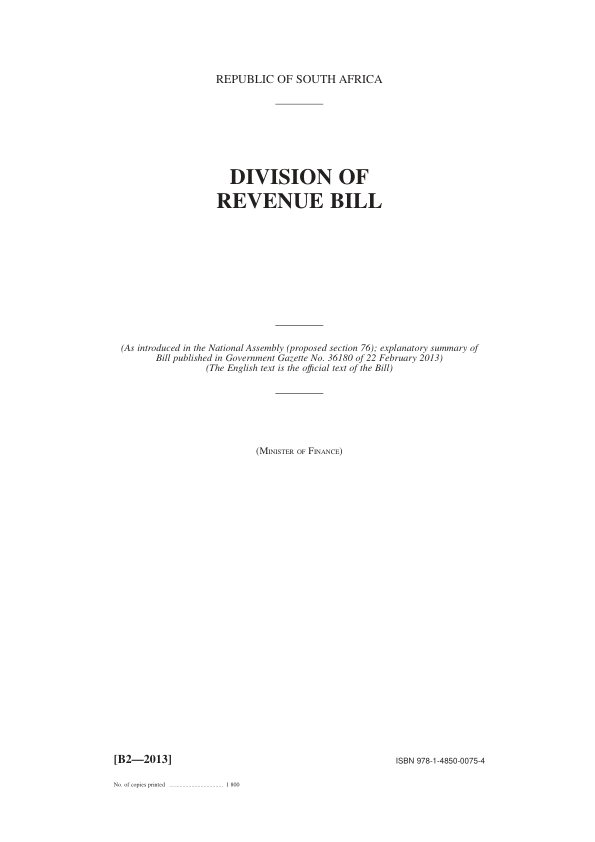 REPUBLIC OF SOUTH AFRICA
DIVISION OF
REVENUE BILL
(As introduced in the National Assembly (proposed section 76); explanatory summary of
Bill published in Government Gazette No. 36180 of 22 February 2013)
(The English text is the official text of the Bill)
(Minister of Finance)
[B2—2013]
ISBN 978-1-4850-0075-4
No. of copies printed ................................ 1 800